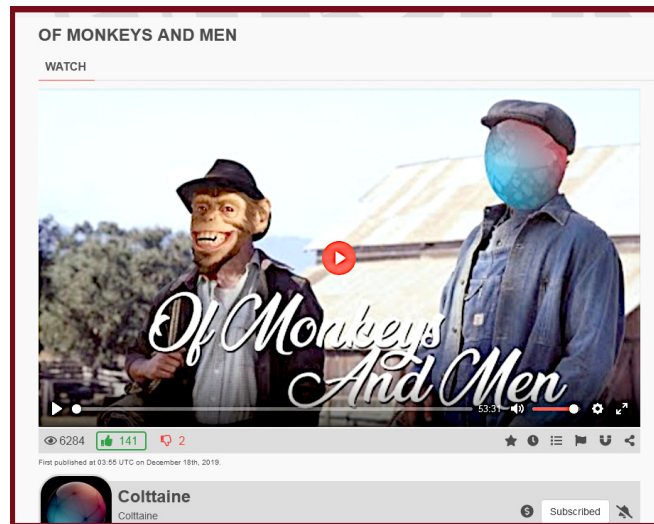 OF MONKEYS AND MEN
WATCH
Of Monkeys
And Men
53:31
6284 141 2
First published at 03:55 UTC on December 18th, 2019.
Colttaine
Colttaine
Subscribed